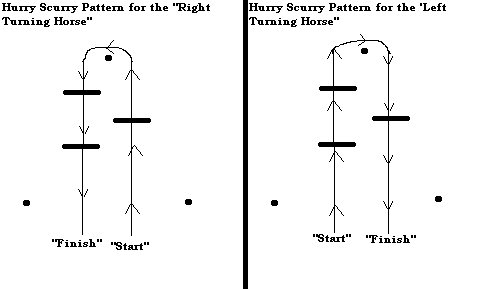 Hurry Scurry Pattern for the "Right
Turning Horse"
"Finish"
"Start"
Hurry Scurry Pattern for the 'Left
Turning Horse"
"Start"
"Finish"